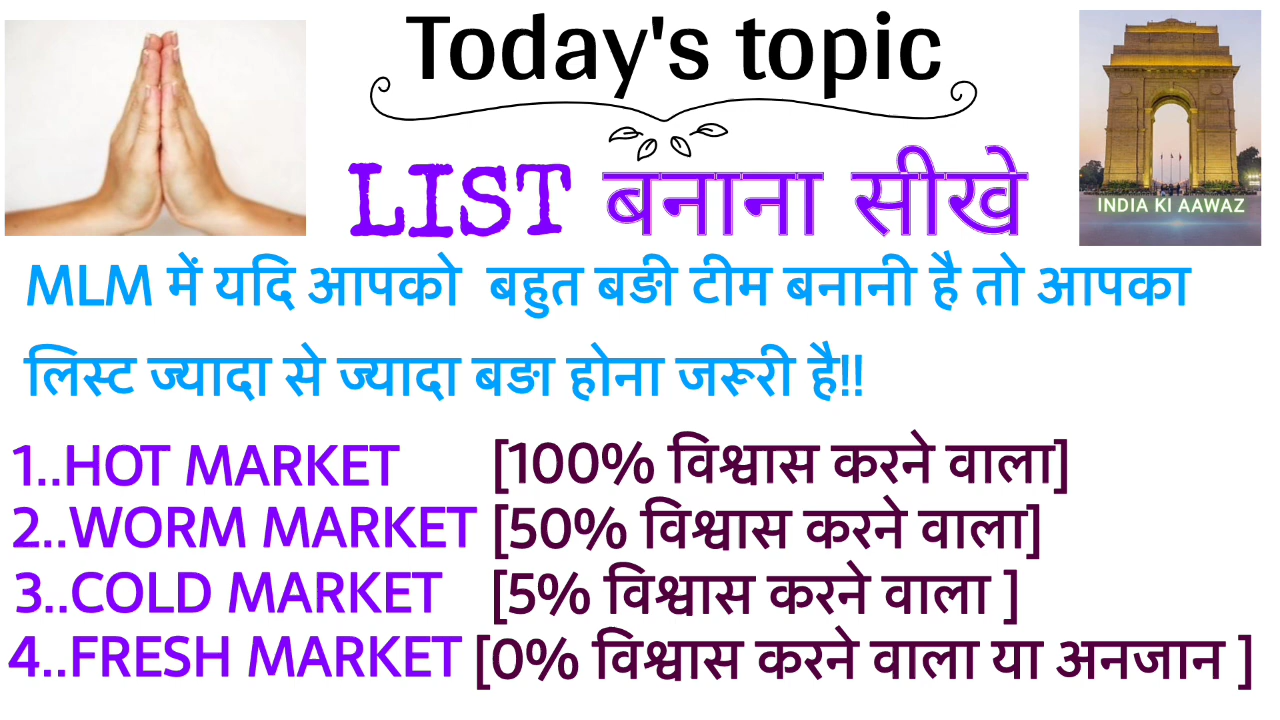 Today's topic
LIST बनाना सीखे
INDIA KI AAWAZ
MLM में यदि आपको बहुत बङी टीम बनानी है तो आपका
लिस्ट ज्यादा से ज्यादा बङा होना जरूरी है!!
1..HOT MARKET [100% विश्वास करने वाला]
2..WORM MARKET [50% विश्वास करने वाला]
3..COLD MARKET [5% विश्वास करने वाला ]
4..FRESH MARKET [0% विश्वास करने वाला या अनजान ]